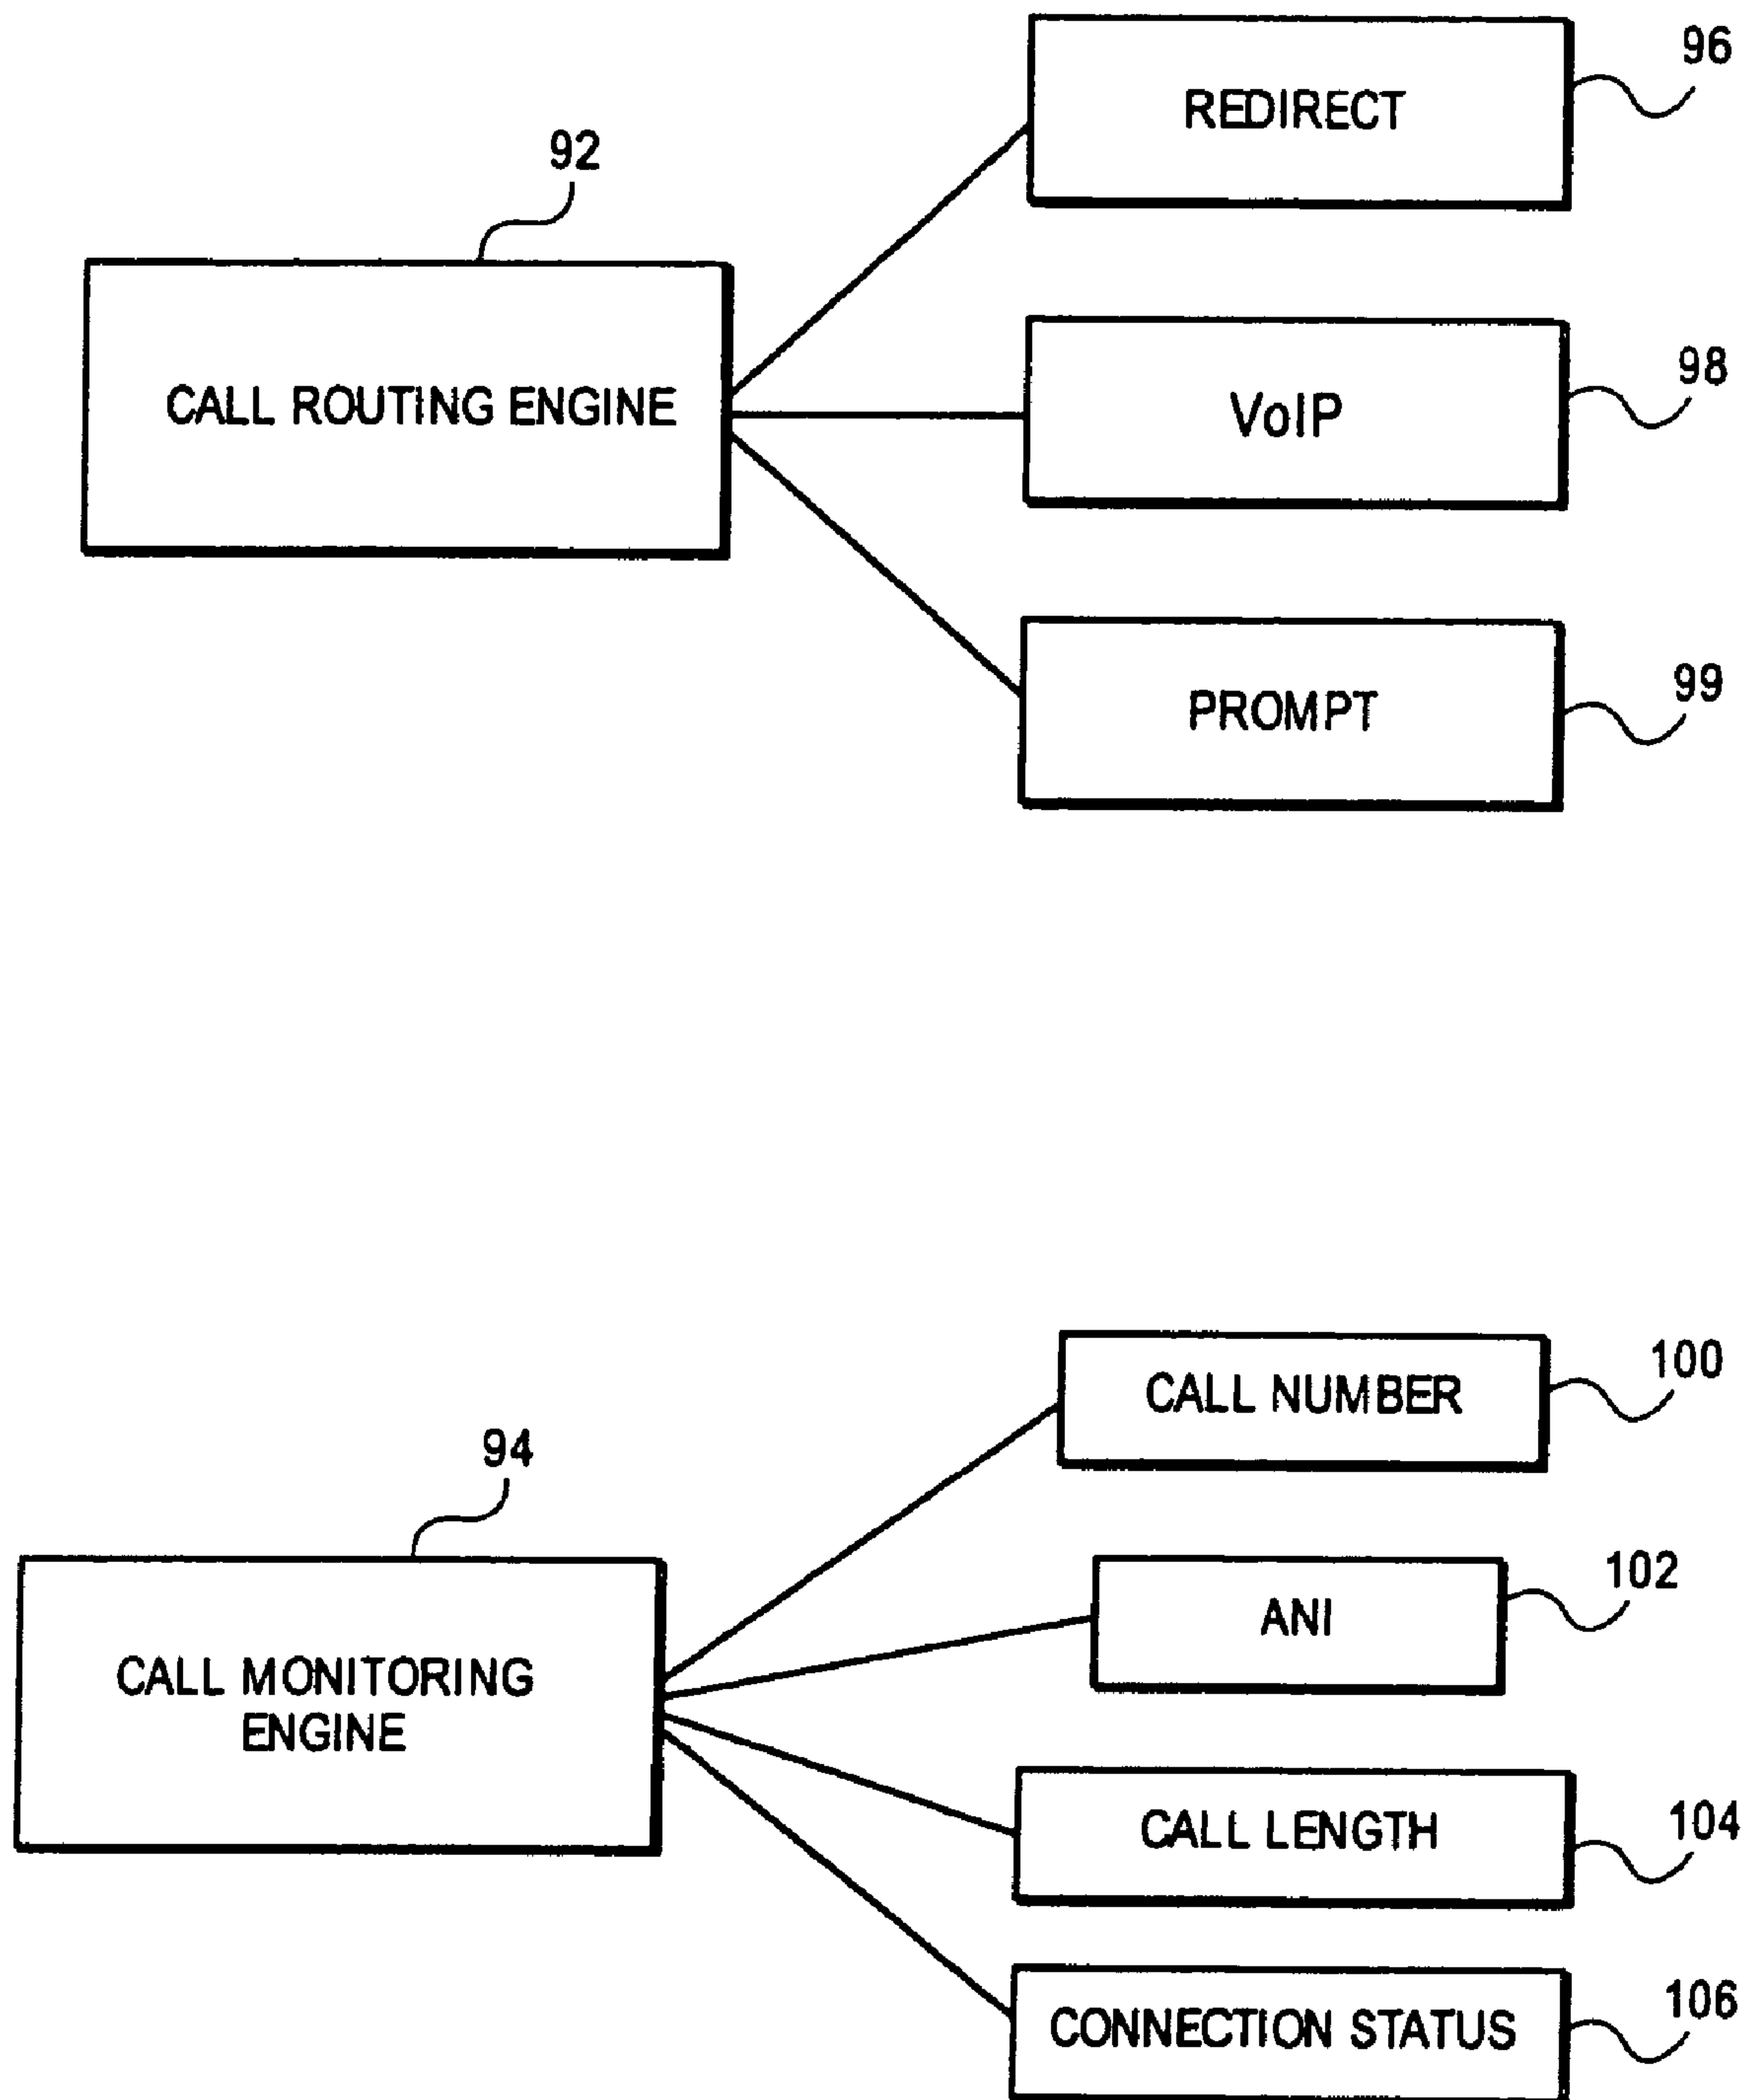 96
REDIRECT
92
98
CALL ROUTING ENGINE
VoIP
99
PROMPT
100
CALL NUMBER
94
102
ANI
CALL MONITORING
ENGINE
104
CALL LENGTH
106
CONNECTION STATUS